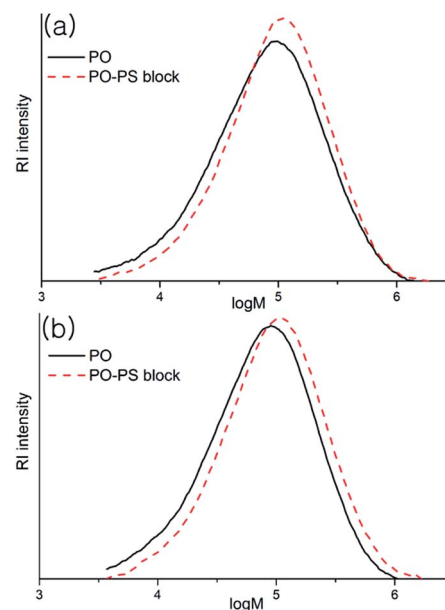 (a)
PO
PO-PS block
RI intensity
3 4 5 6
logM
(b)
PO
PO-PS block
RI intensity
3 4 5 6
logM